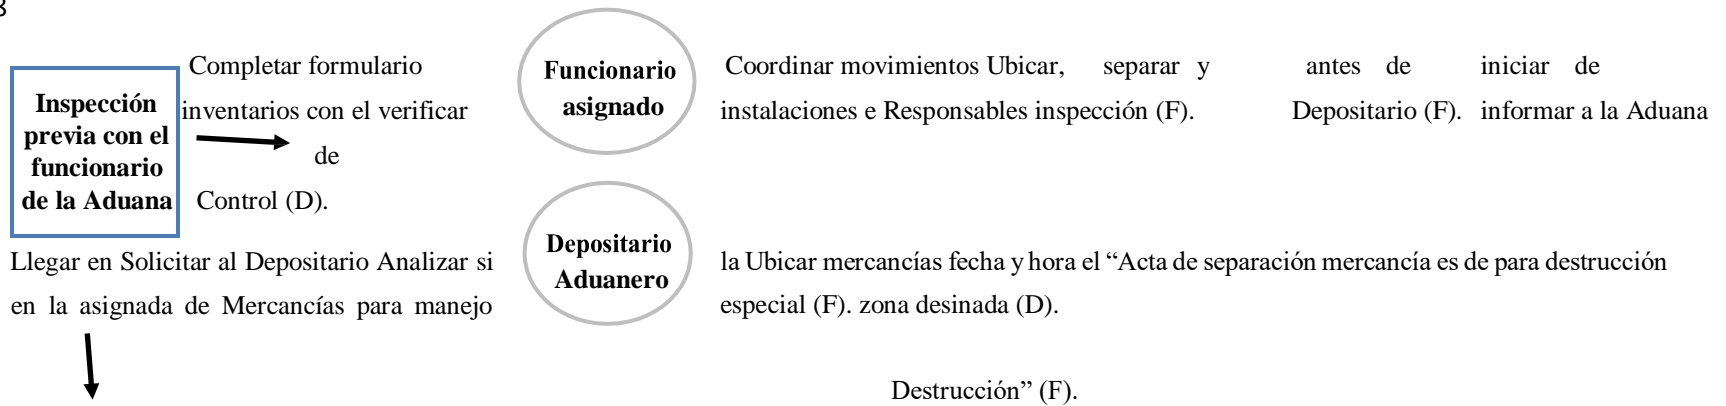 3
Completar formulario
Inspección
previa con el
funcionario
de la Aduana
inventarios con el verificar
de
Control (D).
Funcionario
asignado
Coordinar movimientos Ubicar, separar y antes de iniciar de
instalaciones e Responsables inspección (F). Depositario (F). informar a la Aduana
Depositario
Aduanero
Llegar en Solicitar al Depositario Analizar si
en la asignada de Mercancías para manejo
la Ubicar mercancías fecha y hora el “Acta de separación mercancía es de para destrucción
especial (F). zona desinada (D).
Destrucción” (F).